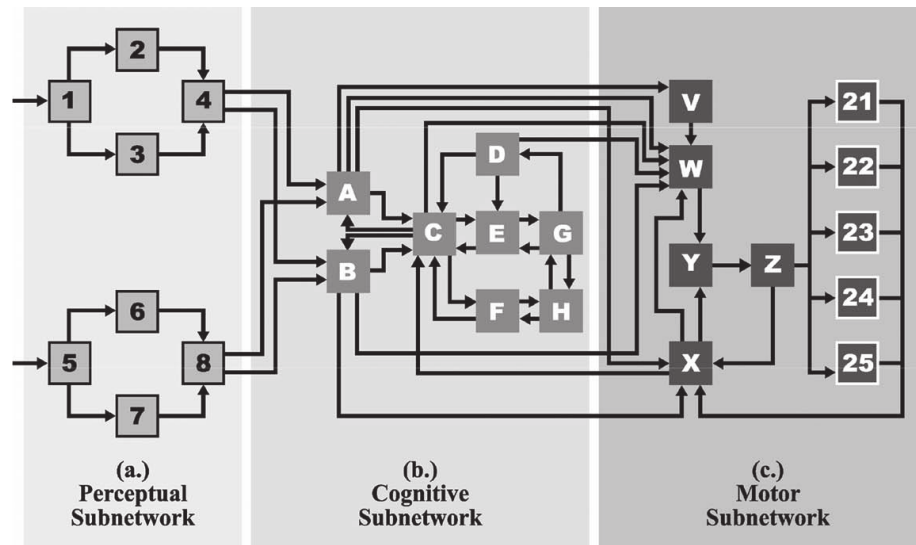 1
2
3
4
5
6
7
8
A
B
C
D
E
F
G
H
V
W
Y
Z
X
21
22
23
24
25
(a.)
Perceptual
Subnetwork
(b.)
Cognitive
Subnetwork
(c.)
Motor
Subnetwork